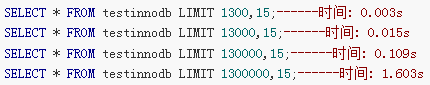 SELECT * FROM testinnodb LIMIT 1300,15;------时间: 0.003s
SELECT * FROM testinnodb LIMIT 13000,15;------时间: 0.015s
SELECT * FROM testinnodb LIMIT 130000,15;------时间: 0.109s
SELECT * FROM testinnodb LIMIT 1300000,15;------时间: 1.603s